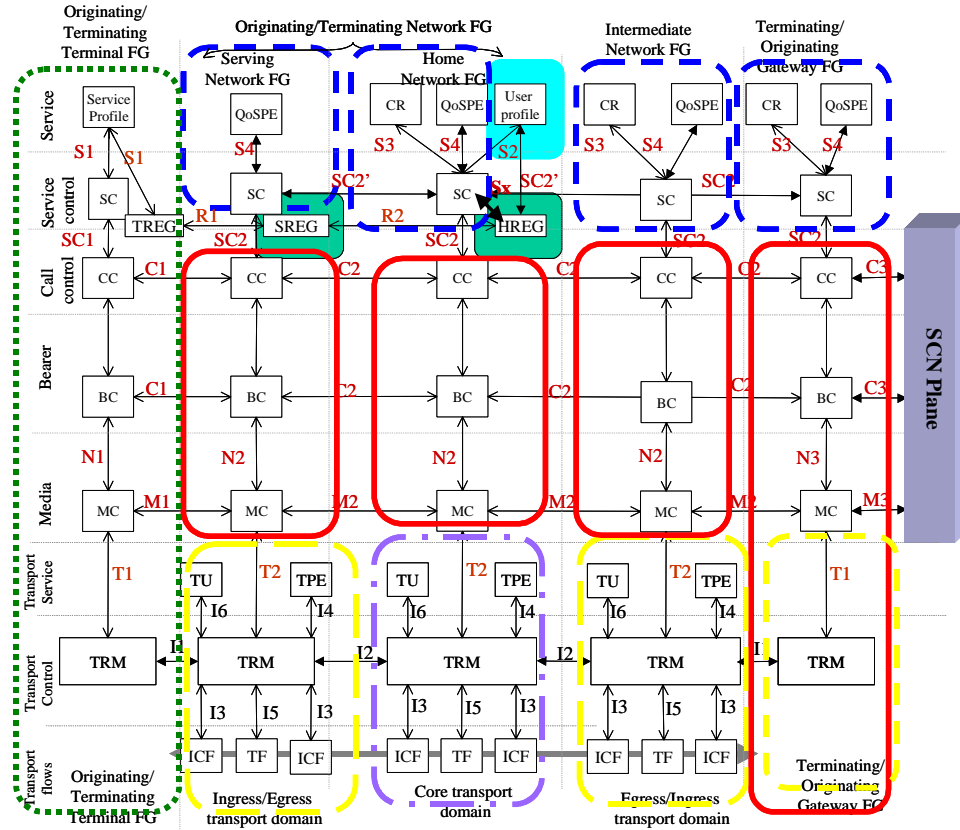 Originating/
Terminating
Terminal FG
Originating/Terminating Network FG
Serving
Network FG
Home
Network FG
Intermediate
Network FG
Terminating/
Originating
Gateway FG
Service
Service
Profile
QoSPE
CR
QoSPE
User
profile
CR
QoSPE
CR
QoSPE
S1
S1
S4
S3
S4
S2
S3
S4
S3
S4
Service
control
SC
SC
SC2'
SC
Sx
SC2'
SC
SC2
SC
TREG
R1
SREG
R2
HREG
SC1
SC2
SC2
SC2
SC2
Call
control
CC
C1
CC
C2
CC
C2
CC
C2
CC
C3
SCN Plane
Bearer
BC
C1
BC
C2
BC
C2
BC
C2
BC
C3
N1
N2
N2
N2
N3
Media
MC
M1
MC
M2
MC
M2
MC
M2
MC
M3
Transport
Service
T1
TU
T2
TPE
TU
T2
TPE
TU
T2
TPE
T1
I6
I4
I6
I4
I6
I4
Transport
Control
TRM
I1
TRM
I2
TRM
I2
TRM
TRM
I3
I5
I3
I3
I5
I3
I3
I5
I3
Transport
flows
ICF
TF
ICF
ICF
TF
ICF
ICF
TF
ICF
Originating/
Terminating
Terminal FG
Ingress/Egress
transport domain
Core transport
domain
Egress/Ingress
transport domain
Terminating/
Originating
Gateway FG